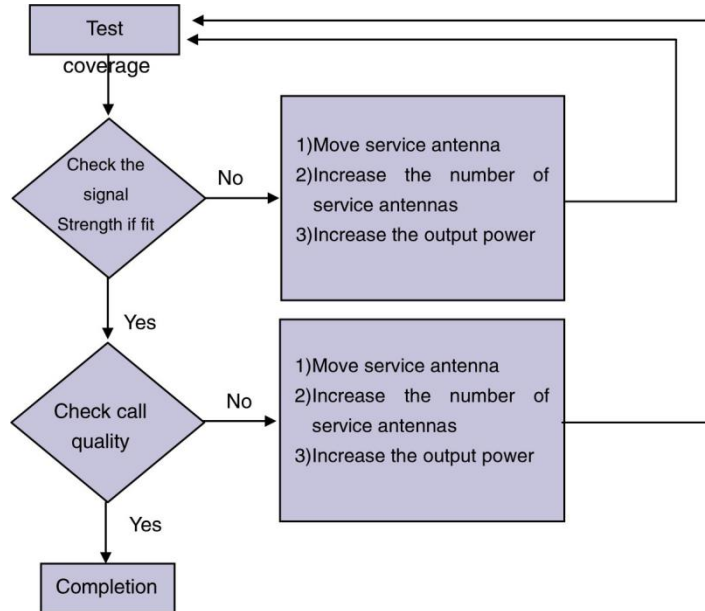 Test
coverage
Check the
signal
Strength if fit
No
1)Move service antenna
2)Increase the number of
service antennas
3)Increase the output power
Yes
Check call
quality
No
1)Move service antenna
2)Increase the number of
service antennas
3)Increase the output power
Yes
Completion